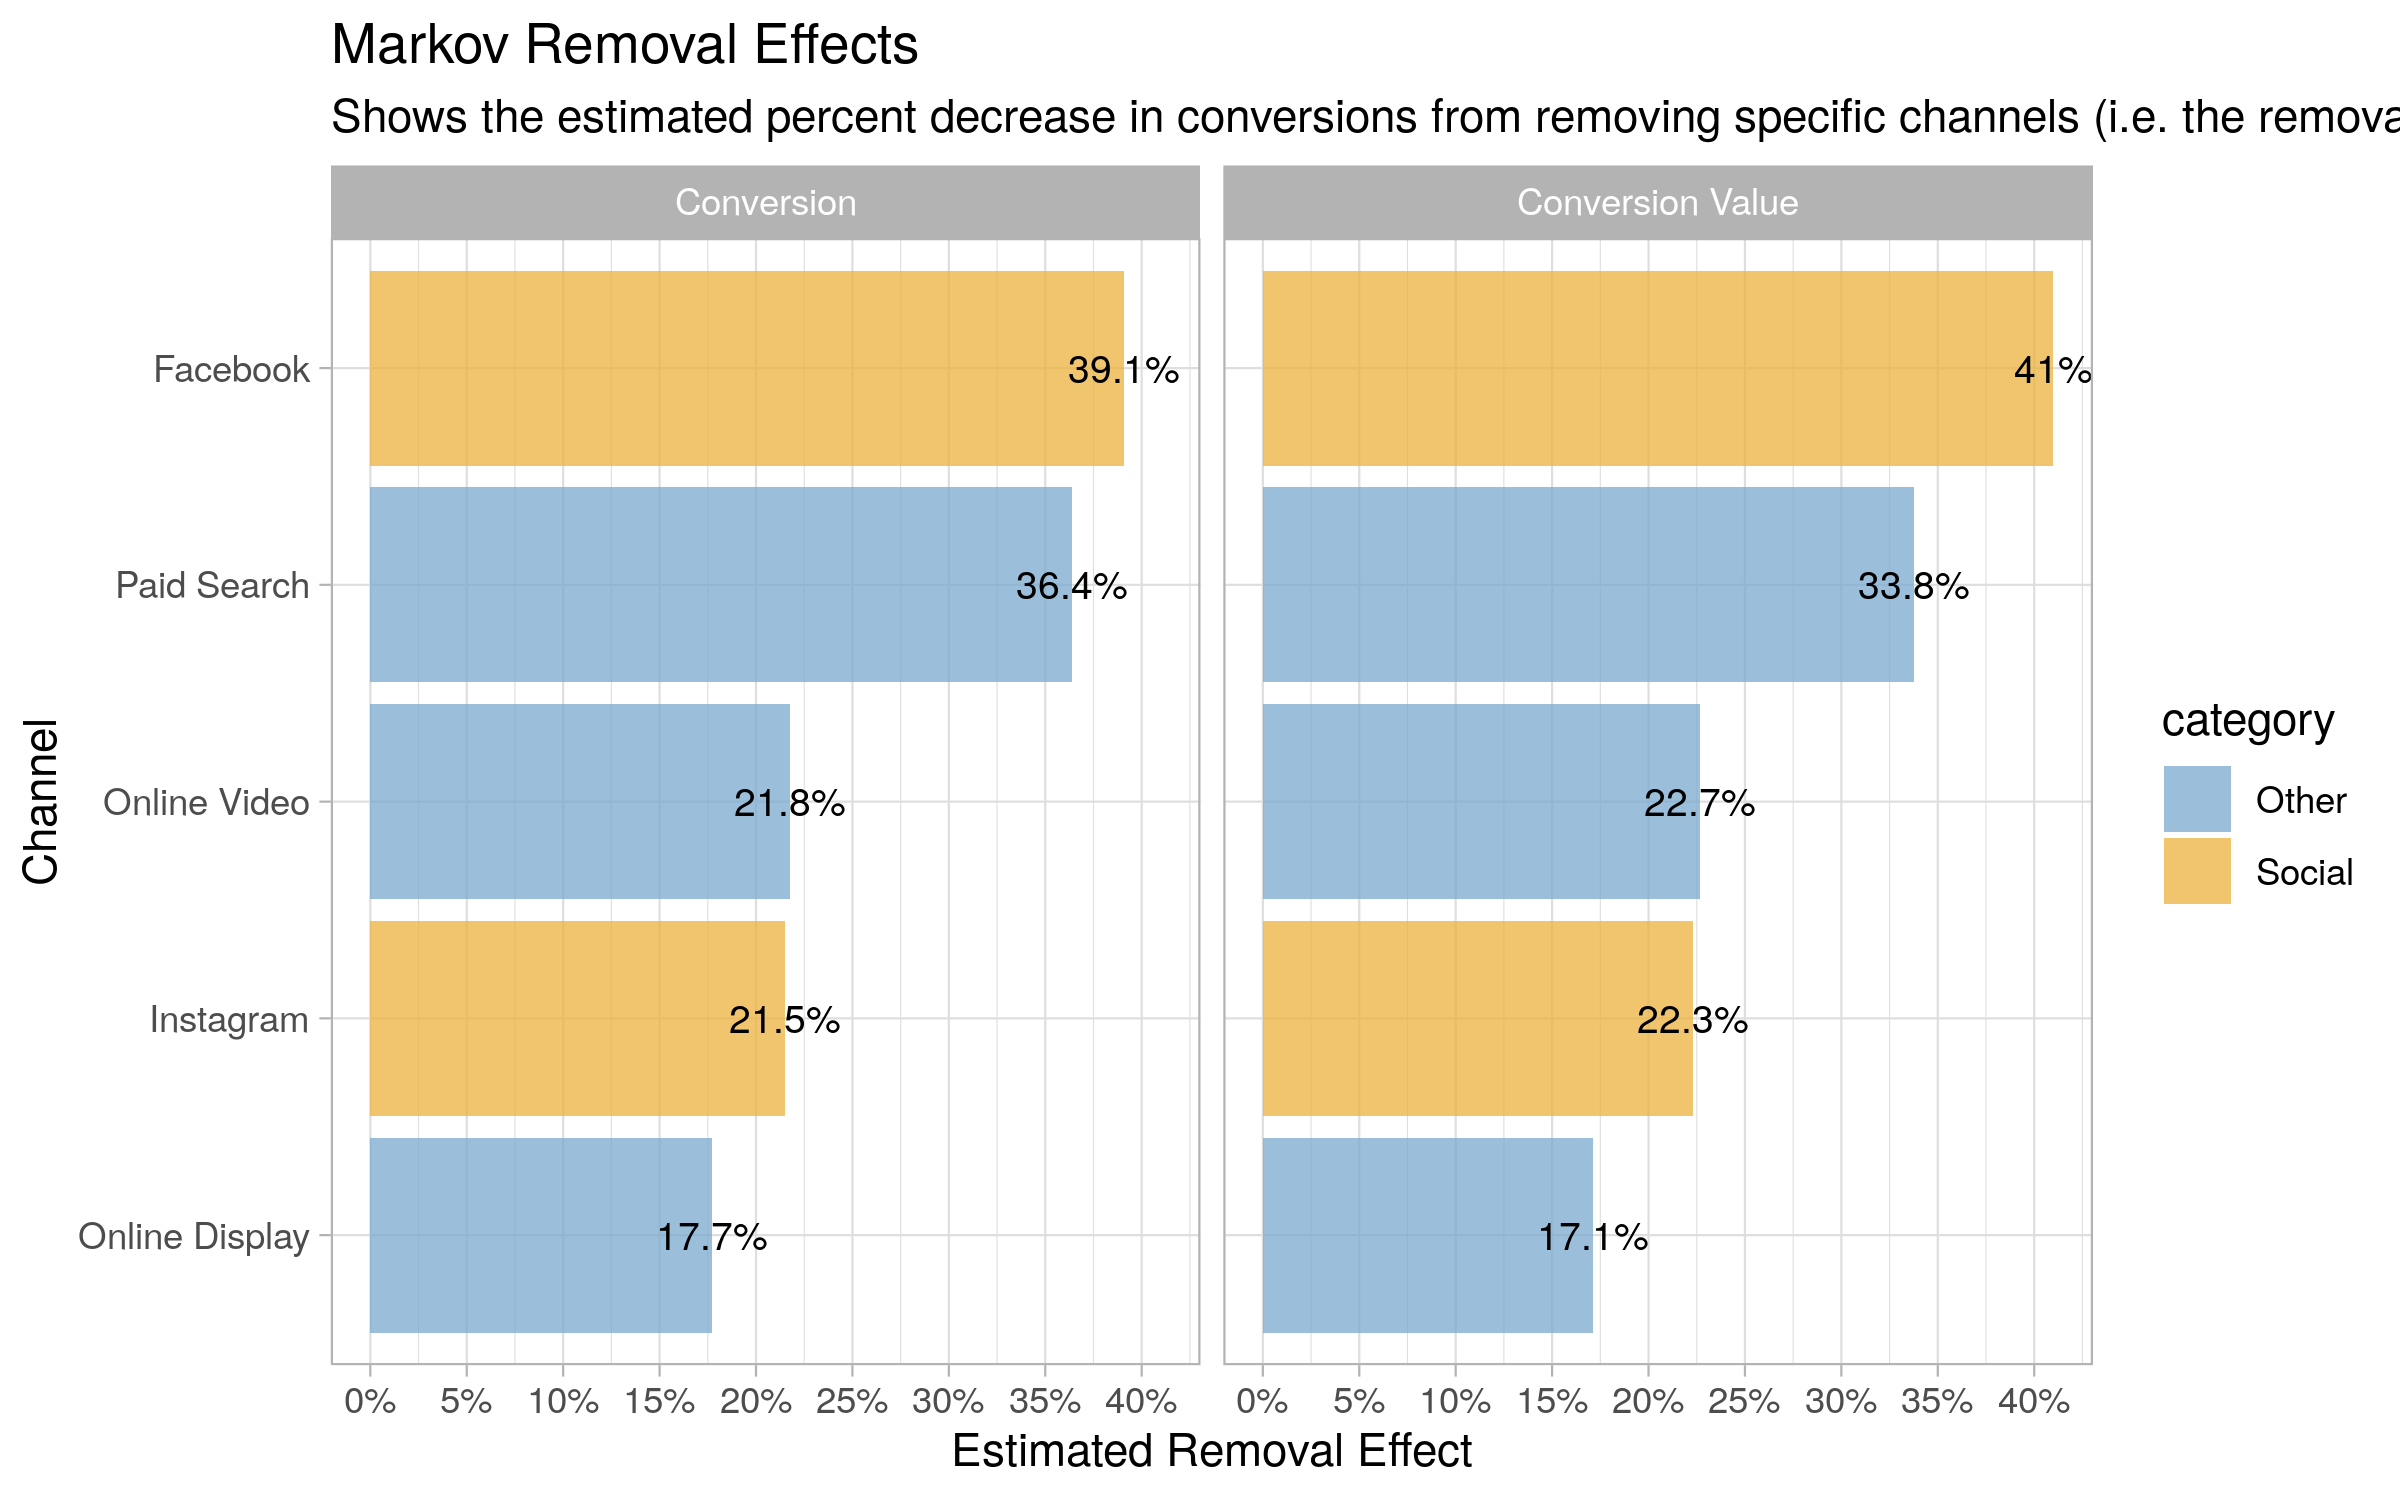 Markov Removal Effects
Shows the estimated percent decrease in conversions from removing specific channels (i.e. the remova
Conversion
Conversion Value
Facebook
39.1%
41%
Paid Search
36.4%
33.8%
Online Video
21.8%
22.7%
Instagram
21.5%
22.3%
Online Display
17.7%
17.1%
0% 5% 10% 15% 20% 25% 30% 35% 40%
0% 5% 10% 15% 20% 25% 30% 35% 40%
Estimated Removal Effect
Channel
category
Other
Social